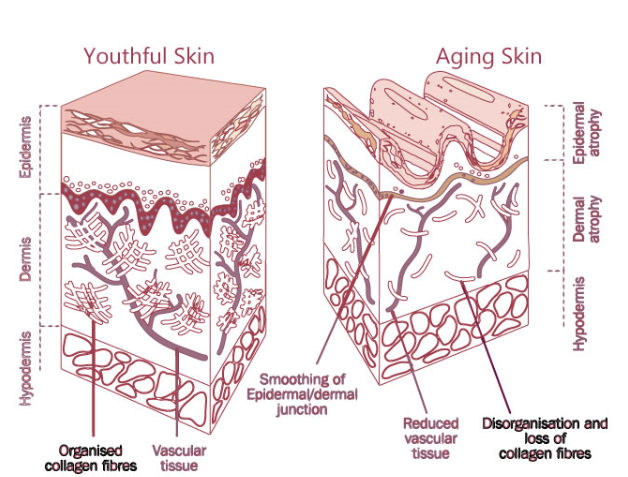 Youthful Skin
Aging Skin
Epidermis
Dermis
Hypodermis
Epidermal
atrophy
Dermal
atrophy
Hypodermis
Smoothing of
Epidermal/dermal
junction
Organised
collagen fibres
Vascular
tissue
Reduced
vascular
tissue
Disorganisation and
loss of
collagen fibres